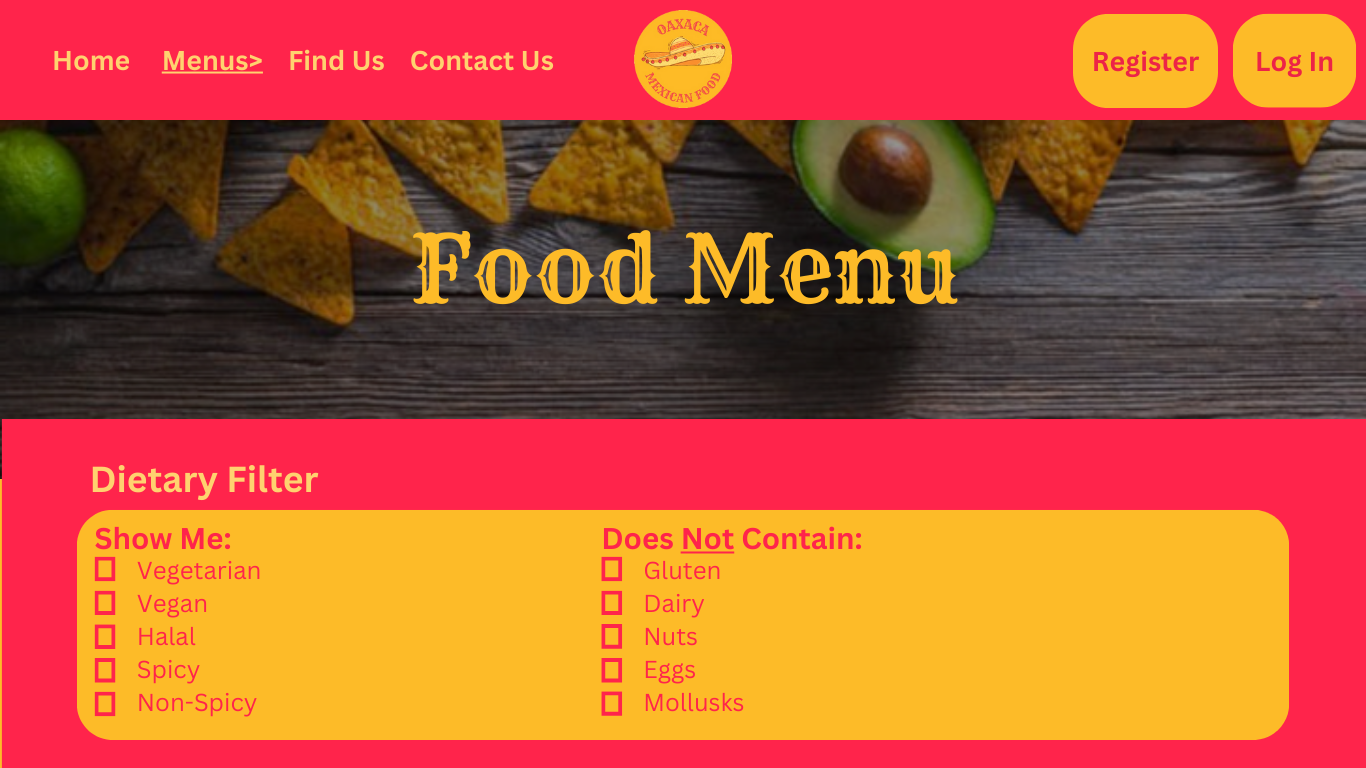 Home Menus> Find Us Contact Us
OAXACA
MEXICAN FOOD
Register Log In
Food Menu
Dietary Filter
Show Me:
Vegetarian
Vegan
Halal
Spicy
Non-Spicy
Does Not Contain:
Gluten
Dairy
Nuts
Eggs
Mollusks